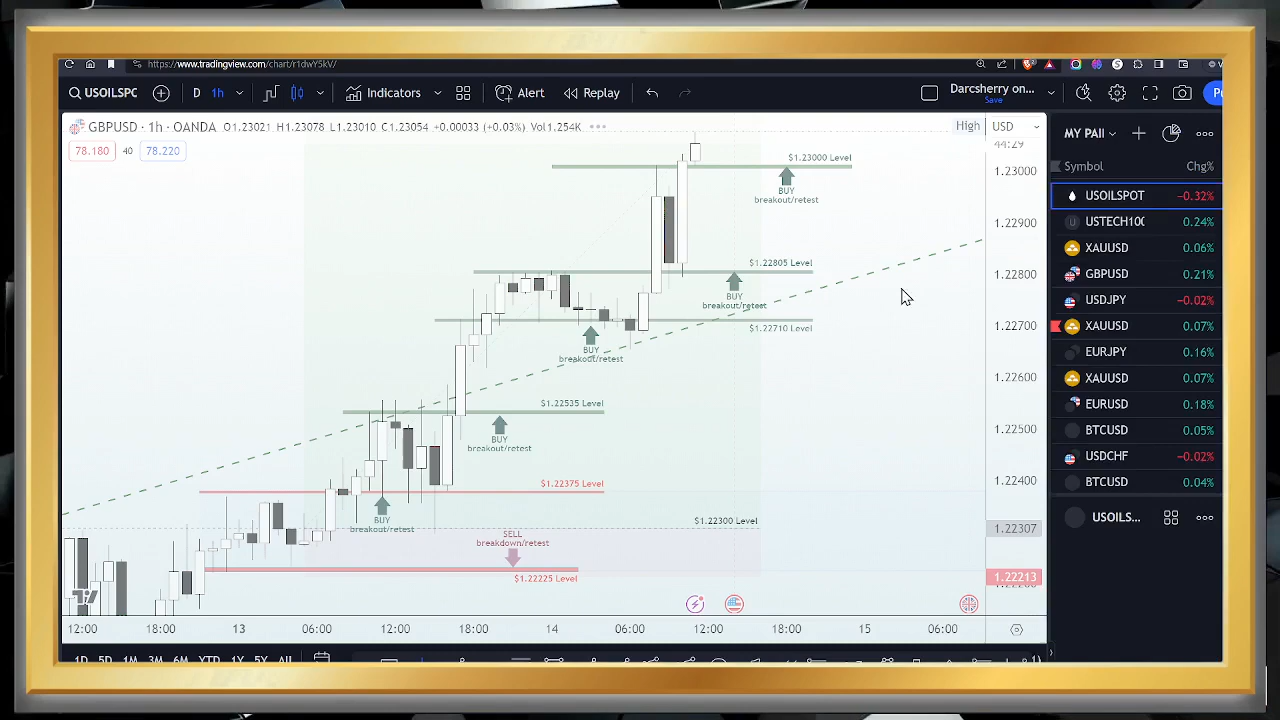 https://www.tradingview.com/chart/r1dwY5kV/
USOILSPC
D
1h
Indicators
Alert
Replay
Darcsherry on...
Save
GBPUSD · 1h · OANDA O1.23021 H1.23078 L1.23010 C1.23054 +0.00033 (+0.03%) Vol1.254K
78.180
40
78.220
High
USD
44:29
1.23000
1.22900
1.22800
1.22700
1.22600
1.22500
1.22400
1.22307
1.22213
$1.23000 Level
BUY
breakout/retest
$1.22805 Level
BUY
breakout/retest
$1.22710 Level
BUY
breakout/retest
$1.22535 Level
BUY
breakout/retest
$1.22375 Level
BUY
breakout/retest
$1.22300 Level
SELL
breakdown/retest
$1.22225 Level
12:00
18:00
13
06:00
12:00
18:00
14
06:00
12:00
18:00
15
06:00
1D 5D 1M 3M 6M YTD 1Y 5Y All
MY PAI
Symbol Chg%
USOILSPOT −0.32%
USTECH100 0.24%
XAUUSD 0.06%
GBPUSD 0.21%
USDJPY −0.02%
XAUUSD 0.07%
EURJPY 0.16%
XAUUSD 0.07%
EURUSD 0.18%
BTCUSD 0.05%
USDCHF −0.02%
BTCUSD 0.04%
USOILS...